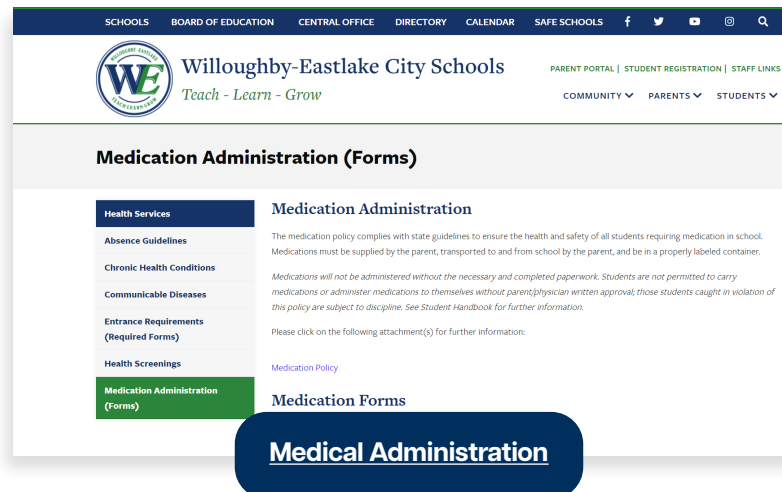 SCHOOLS BOARD OF EDUCATION CENTRAL OFFICE DIRECTORY CALENDAR SAFE SCHOOLS
WILLOUGHBY-EASTLAKE
WE
TEACH-LEARN-GROW
Willoughby-Eastlake City Schools
Teach - Learn - Grow
PARENT PORTAL | STUDENT REGISTRATION | STAFF LINKS
COMMUNITY PARENTS STUDENTS
Medication Administration (Forms)
Health Services
Absence Guidelines
Chronic Health Conditions
Communicable Diseases
Entrance Requirements
(Required Forms)
Health Screenings
Medication Administration
(Forms)
Medication Administration
The medication policy complies with state guidelines to ensure the health and safety of all students requiring medication in school.
Medications must be supplied by the parent, transported to and from school by the parent, and be in a properly labeled container.
Medications will not be administered without the necessary and completed paperwork. Students are not permitted to carry
medications or administer medications to themselves without parent/physician written approval; those students caught in violation of
this policy are subject to discipline. See Student Handbook for further information.
Please click on the following attachment(s) for further information:
Medication Policy
Medication Forms
Medical Administration